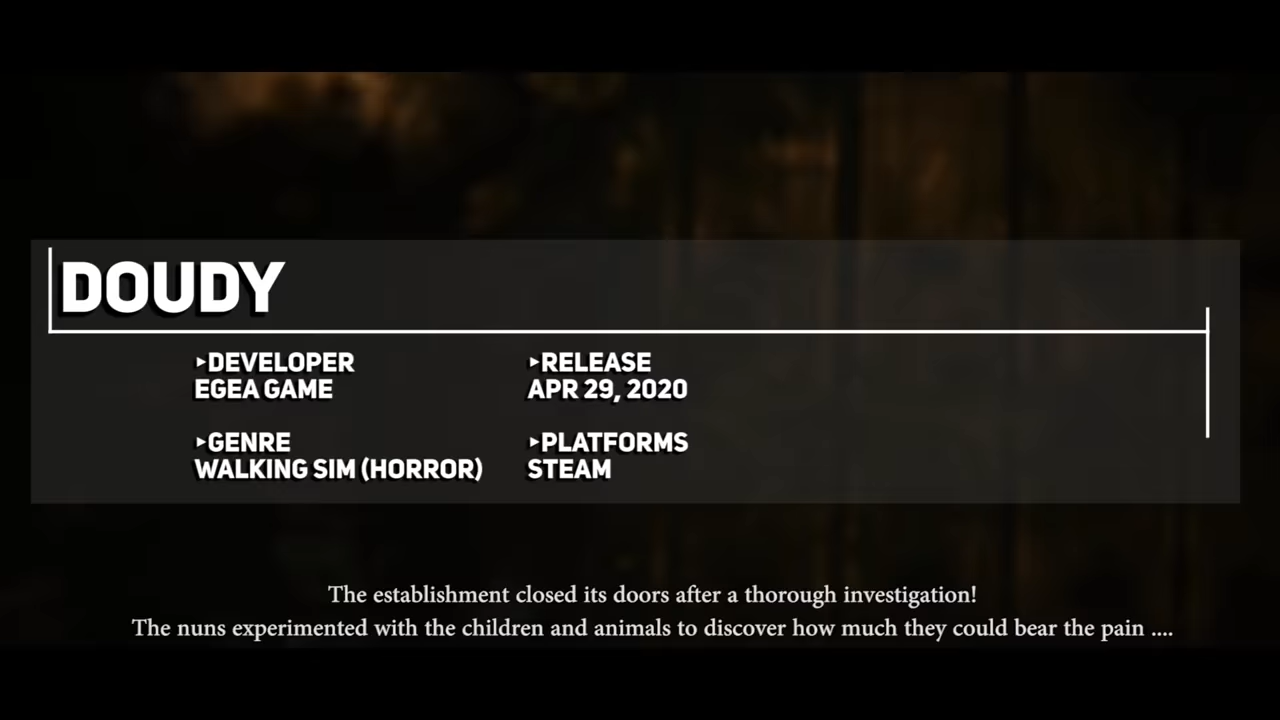 DOUDY
▸DEVELOPER
EGEA GAME
▸RELEASE
APR 29, 2020
▸GENRE
WALKING SIM (HORROR)
▸PLATFORMS
STEAM
The establishment closed its doors after a thorough investigation!
The nuns experimented with the children and animals to discover how much they could bear the pain ....